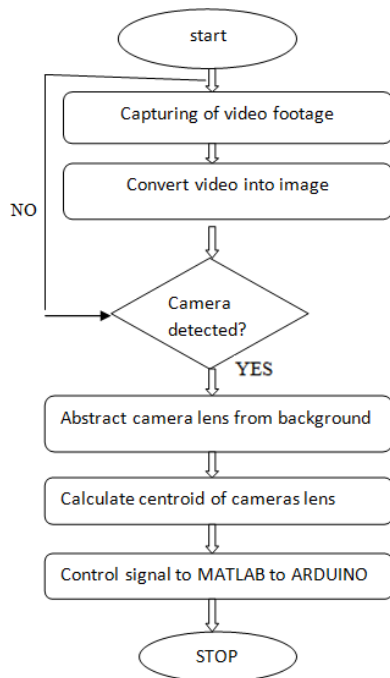 start
Capturing of video footage
Convert video into image
NO
Camera
detected?
YES
Abstract camera lens from background
Calculate centroid of cameras lens
Control signal to MATLAB to ARDUINO
STOP